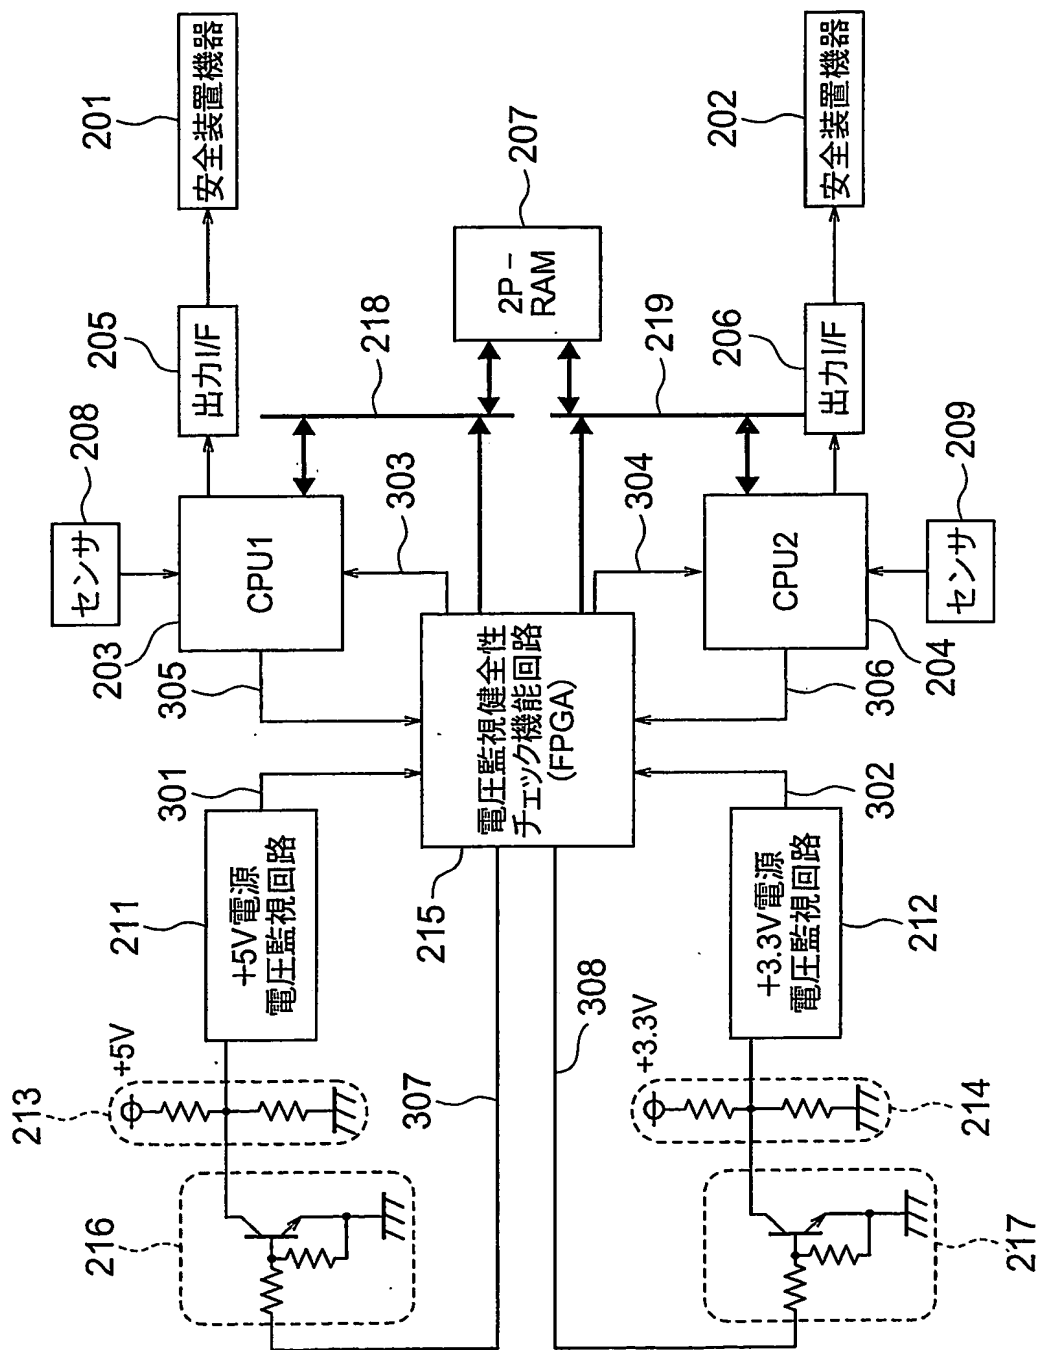 201
安全装置機器
202
安全装置機器
207
2P－
RAM
205
出力I/F
218
219
206
出力I/F
208
センサ
303
304
209
センサ
CPU1
203
CPU2
204
305
306
電圧監視健全性
チェック機能回路
(FPGA)
215
301
302
+5V電源
電圧監視回路
211
+3.3V電源
電圧監視回路
212
308
307
+5V
213
+3.3V
214
216
217